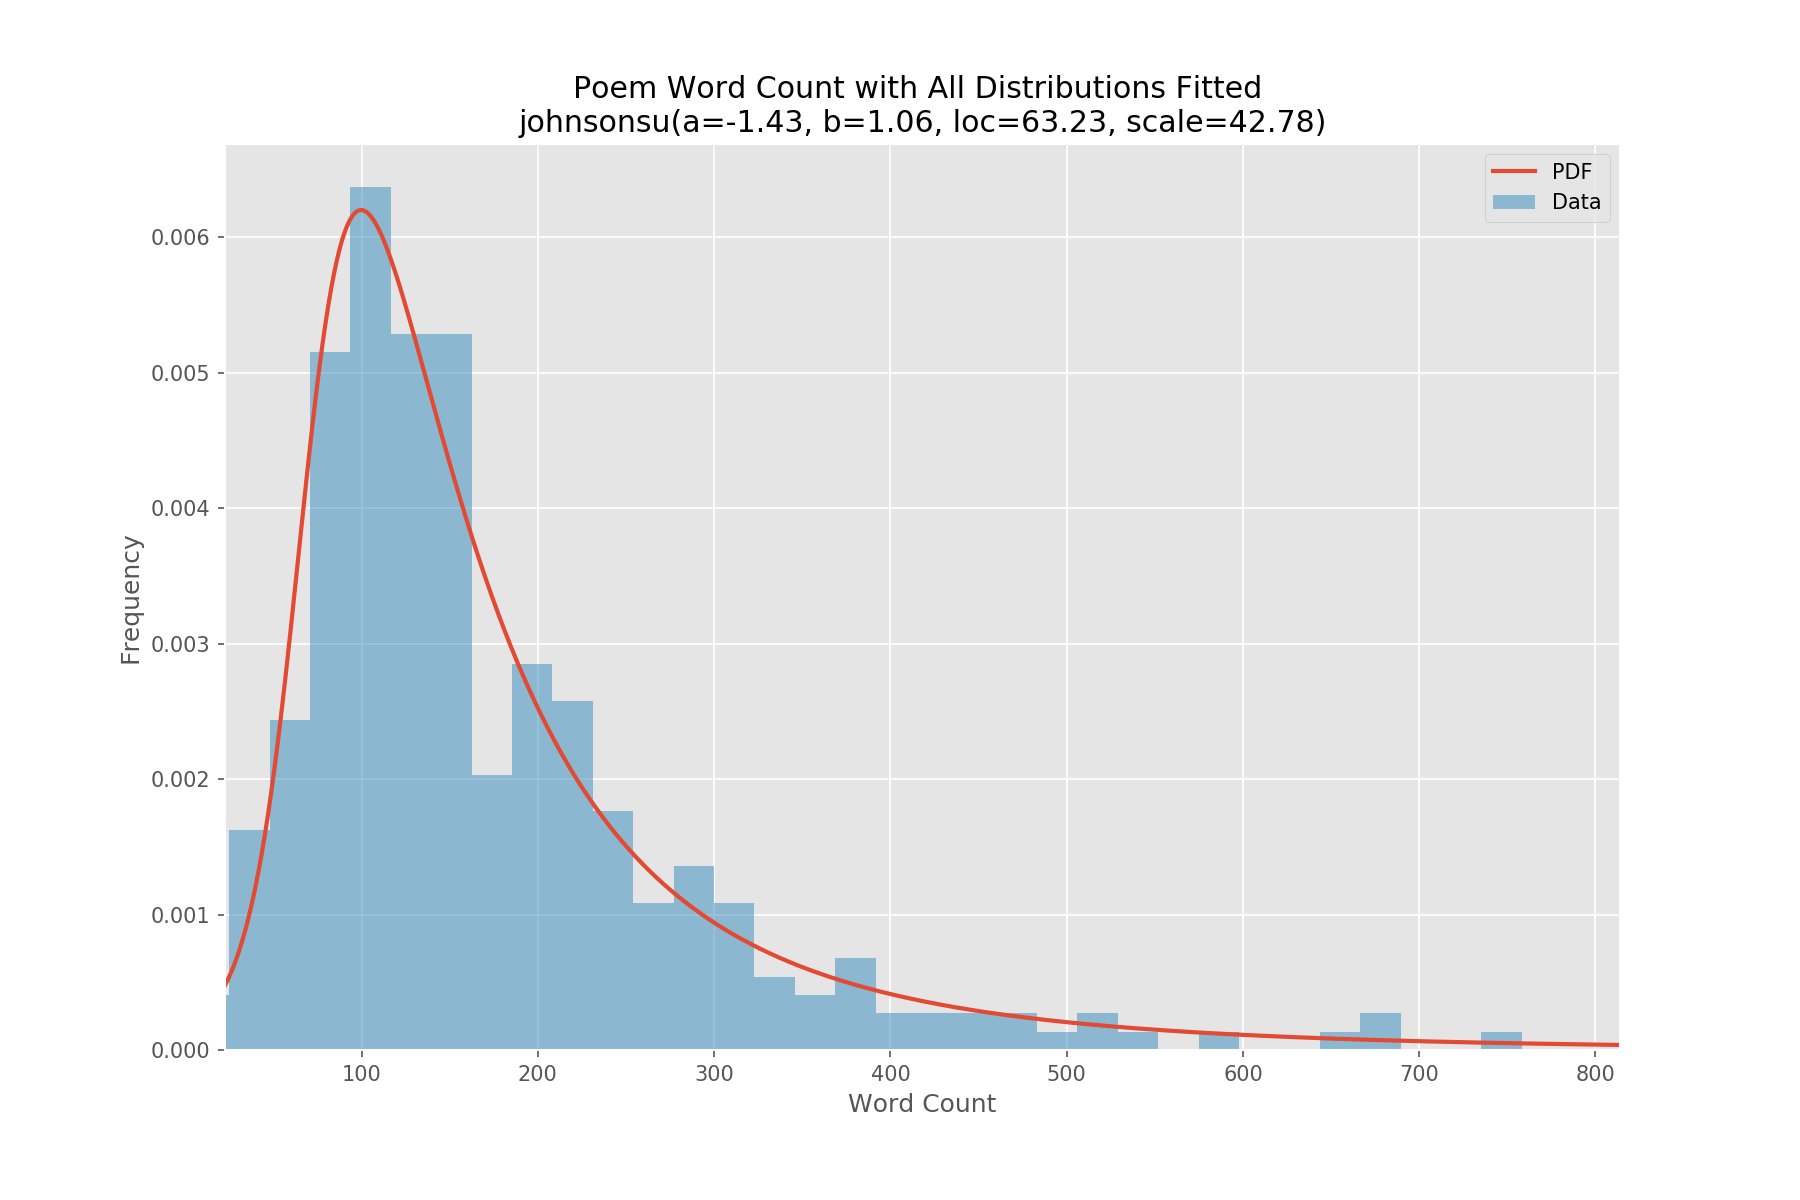 Poem Word Count with All Distributions Fitted
johnsonsu(a=-1.43, b=1.06, loc=63.23, scale=42.78)
PDF
Data
0.006
0.005
0.004
0.003
0.002
0.001
0.000
Frequency
100 200 300 400 500 600 700 800
Word Count